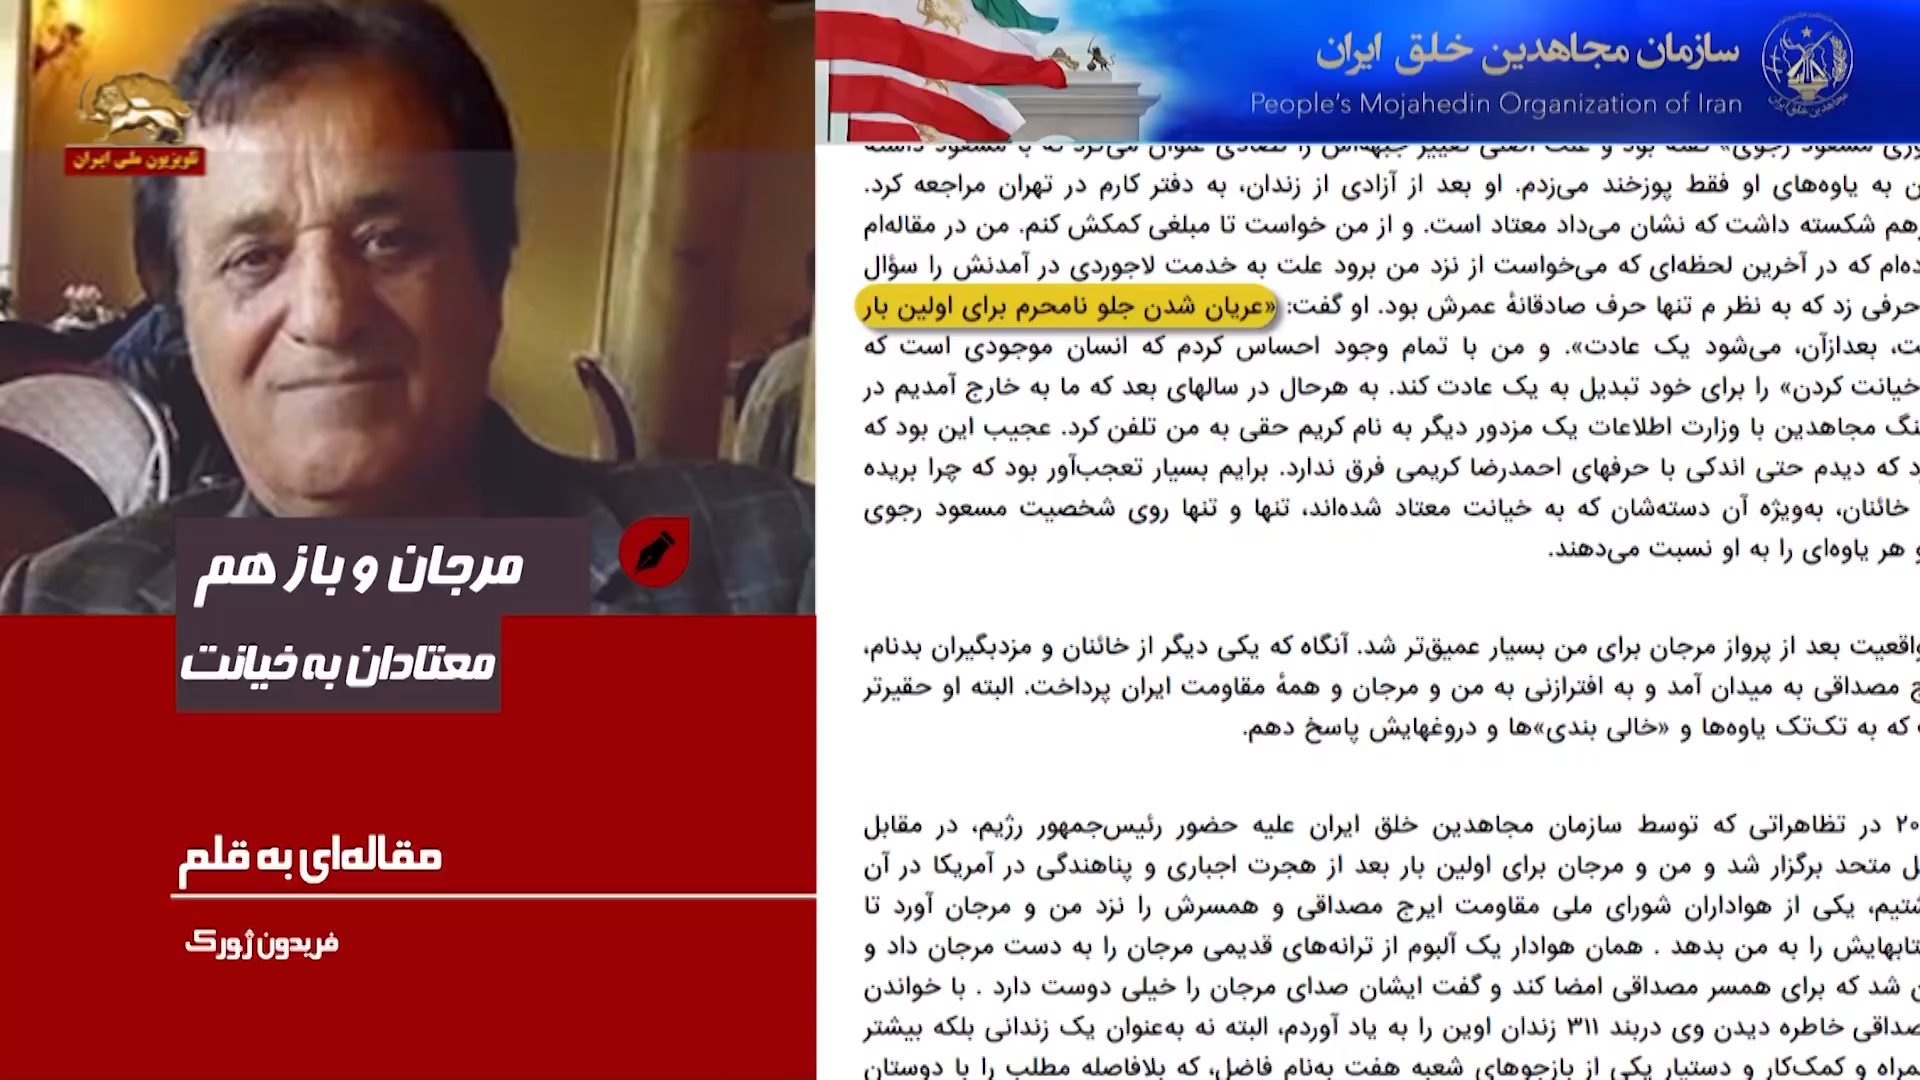 تلویزیون ملی ایران
مرجان و باز هم
معتادان به خیانت
مقاله‌ای به قلم
فریدون ژورک
سازمان مجاهدین خلق ایران
People's Mojahedin Organization of Iran
به یاوه‌های او فقط پوزخند می‌زدم. او بعد از آزادی از زندان، به دفتر کارم در تهران مراجعه کرد.
شکسته داشت که نشان می‌داد معتاد است. و از من خواست تا مبلغی کمکش کنم. من در مقاله‌ام
که در آخرین لحظه‌ای که می‌خواست از نزد من برود علت به خدمت لاجوردی در آمدنش را سؤال
حرفی زد که به نظر م تنها حرف صادقانهٔ عمرش بود. او گفت: «عریان شدن جلو نامحرم برای اولین بار
بعدازآن، می‌شود یک عادت». و من با تمام وجود احساس کردم که انسان موجودی است که
خیانت کردن» را برای خود تبدیل به یک عادت کند. به هرحال در سالهای بعد که ما به خارج آمدیم در
مجاهدین با وزارت اطلاعات یک مزدور دیگر به نام کریم حقی به من تلفن کرد. عجیب این بود که
که دیدم حتی اندکی با حرفهای احمدرضا کریمی فرق ندارد. برایم بسیار تعجب‌آور بود که چرا بریده
خائنان، به‌ویژه آن دسته‌شان که به خیانت معتاد شده‌اند، تنها و تنها روی شخصیت مسعود رجوی
و هر یاوه‌ای را به او نسبت می‌دهند.
واقعیت بعد از پرواز مرجان برای من بسیار عمیق‌تر شد. آنگاه که یکی دیگر از خائنان و مزدبگیران بدنام،
مصداقی به میدان آمد و به افترازنی به من و مرجان و همهٔ مقاومت ایران پرداخت. البته او حقیرتر
که به تک‌تک یاوه‌ها و «خالی بندی»ها و دروغهایش پاسخ دهم.
در تظاهراتی که توسط سازمان مجاهدین خلق ایران علیه حضور رئیس‌جمهور رژیم، در مقابل
متحد برگزار شد و من و مرجان برای اولین بار بعد از هجرت اجباری و پناهندگی در آمریکا در آن
یکی از هواداران شورای ملی مقاومت ایرج مصداقی و همسرش را نزد من و مرجان آورد تا
را به من بدهد . همان هوادار یک آلبوم از ترانه‌های قدیمی مرجان را به دست مرجان داد و
شد که برای همسر مصداقی امضا کند و گفت ایشان صدای مرجان را خیلی دوست دارد . با خواندن
خاطره دیدن وی دربند ۳۱۱ زندان اوین را به یاد آوردم، البته نه به‌عنوان یک زندانی بلکه بیشتر
و کمک‌کار و دستیار یکی از بازجوهای شعبه هفت به‌نام فاضل، که بلافاصله مطلب را با دوستان